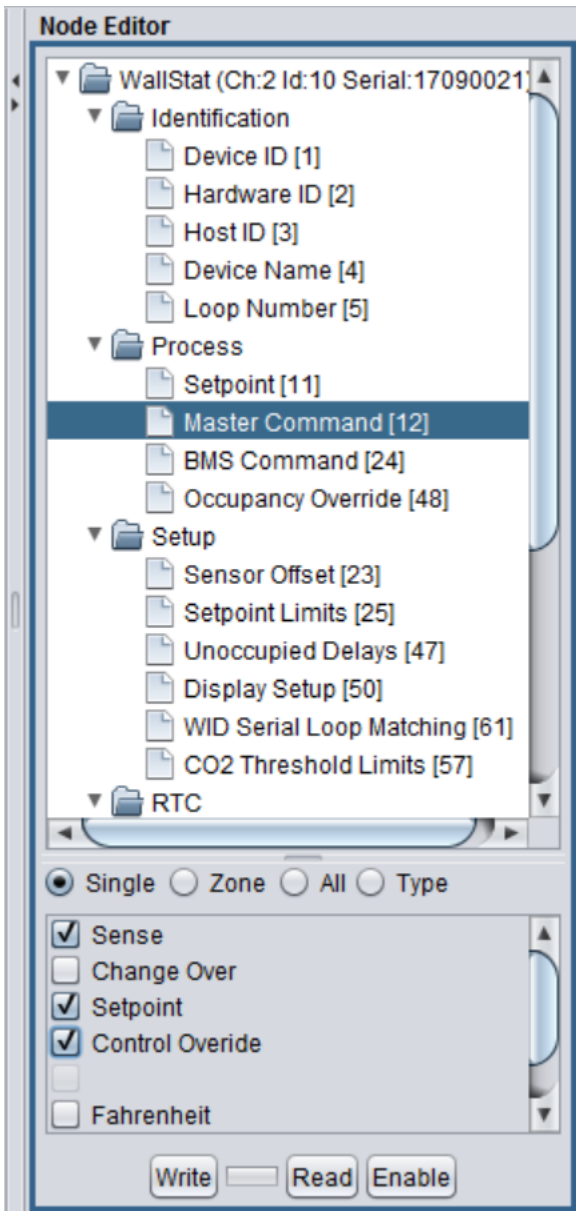 Node Editor
WallStat (Ch:2 Id:10 Serial:17090021)
Identification
Device ID [1]
Hardware ID [2]
Host ID [3]
Device Name [4]
Loop Number [5]
Process
Setpoint [11]
Master Command [12]
BMS Command [24]
Occupancy Override [48]
Setup
Sensor Offset [23]
Setpoint Limits [25]
Unoccupied Delays [47]
Display Setup [50]
WID Serial Loop Matching [61]
CO2 Threshold Limits [57]
RTC
Single Zone All Type
Sense
Change Over
Setpoint
Control Overide
Fahrenheit
Write Read Enable